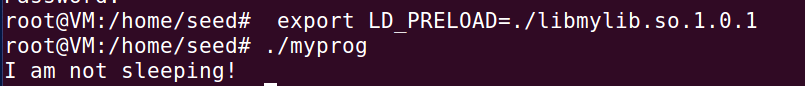 root@VM:/home/seed#  export LD_PRELOAD=./libmylib.so.1.0.1
root@VM:/home/seed# ./myprog
I am not sleeping!